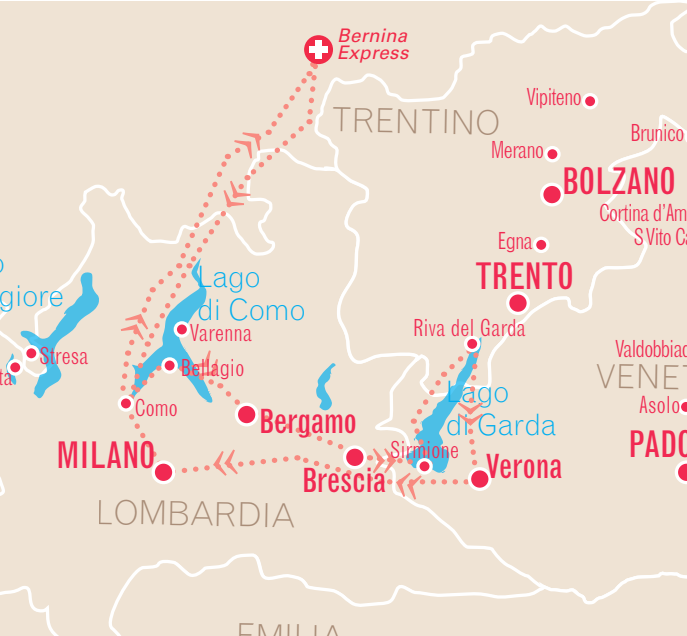 Bernina
Express
Vipiteno
TRENTINO
Brunico
Merano
BOLZANO
Cortina d'Am
S Vito Ca
Egna
TRENTO
Lago
di Como
o
giore
Riva del Garda
Varenna
Stresa
Valdobbiad
ta
Bellagio
VENET
Lago
di Garda
Como
Asolo
Bergamo
MILANO
Sirmione
PADO
Verona
Brescia
LOMBARDIA
EMILIA